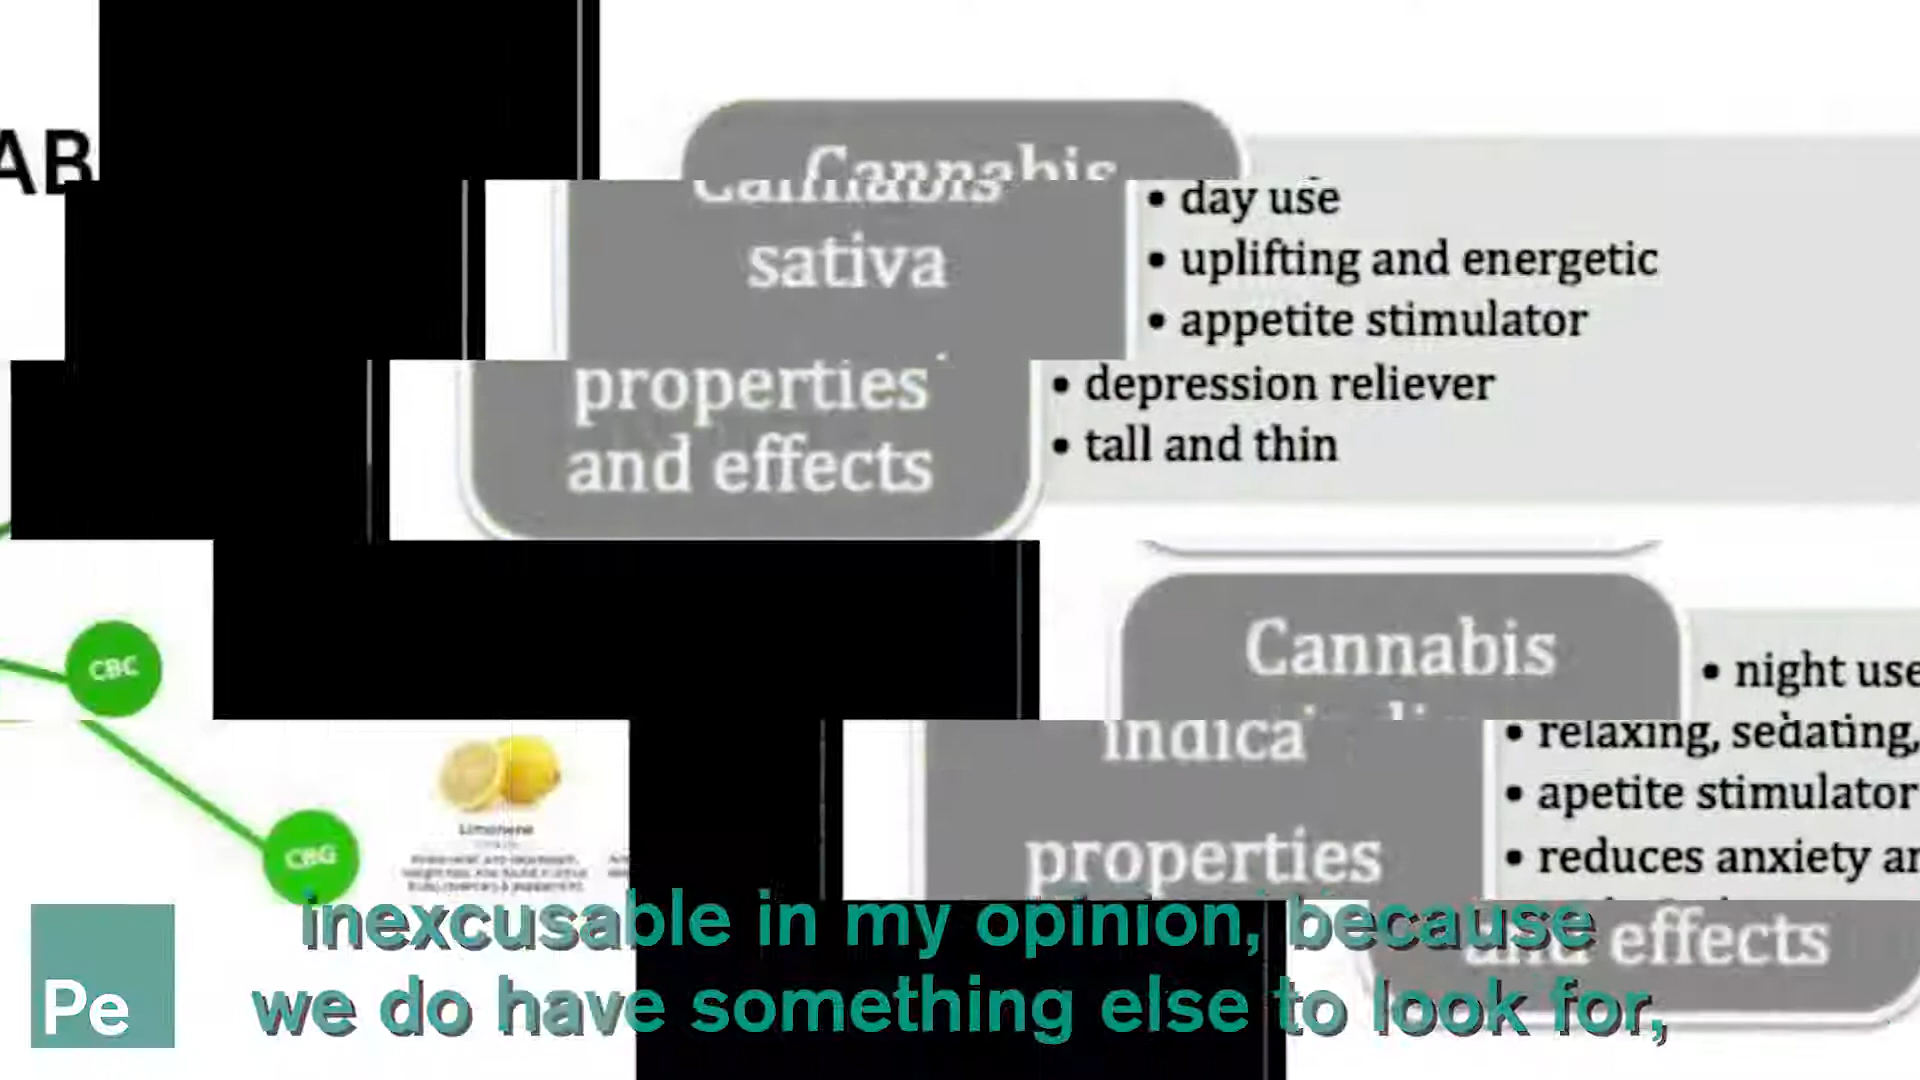 AB
Cannabis
sativa
properties
and effects
• day use
• uplifting and energetic
• appetite stimulator
• depression reliever
• tall and thin
CBC
CBG
Limonene
Cannabis
indica
properties
and effects
• night use
• relaxing, sedating,
• apetite stimulator
• reduces anxiety
inexcusable in my opinion, because
we do have something else to look for,
Pe